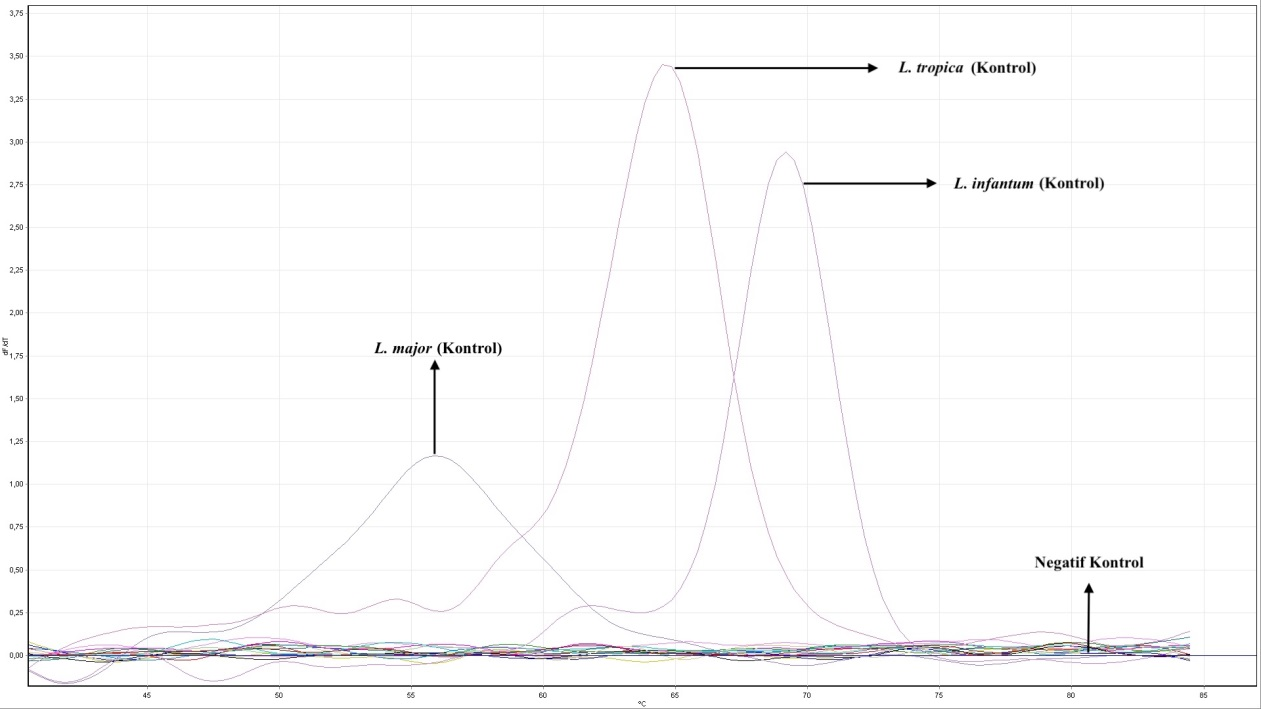 3,75
3,50
L. tropica (Kontrol)
3,25
3,00
2,75
L. infantum (Kontrol)
2,50
2,25
2,00
1,75
L. major (Kontrol)
dF/dT
1,50
1,25
1,00
0,75
Negatif Kontrol
0,50
0,25
0,00
45 50 55 60 65 70 75 80 85
°C